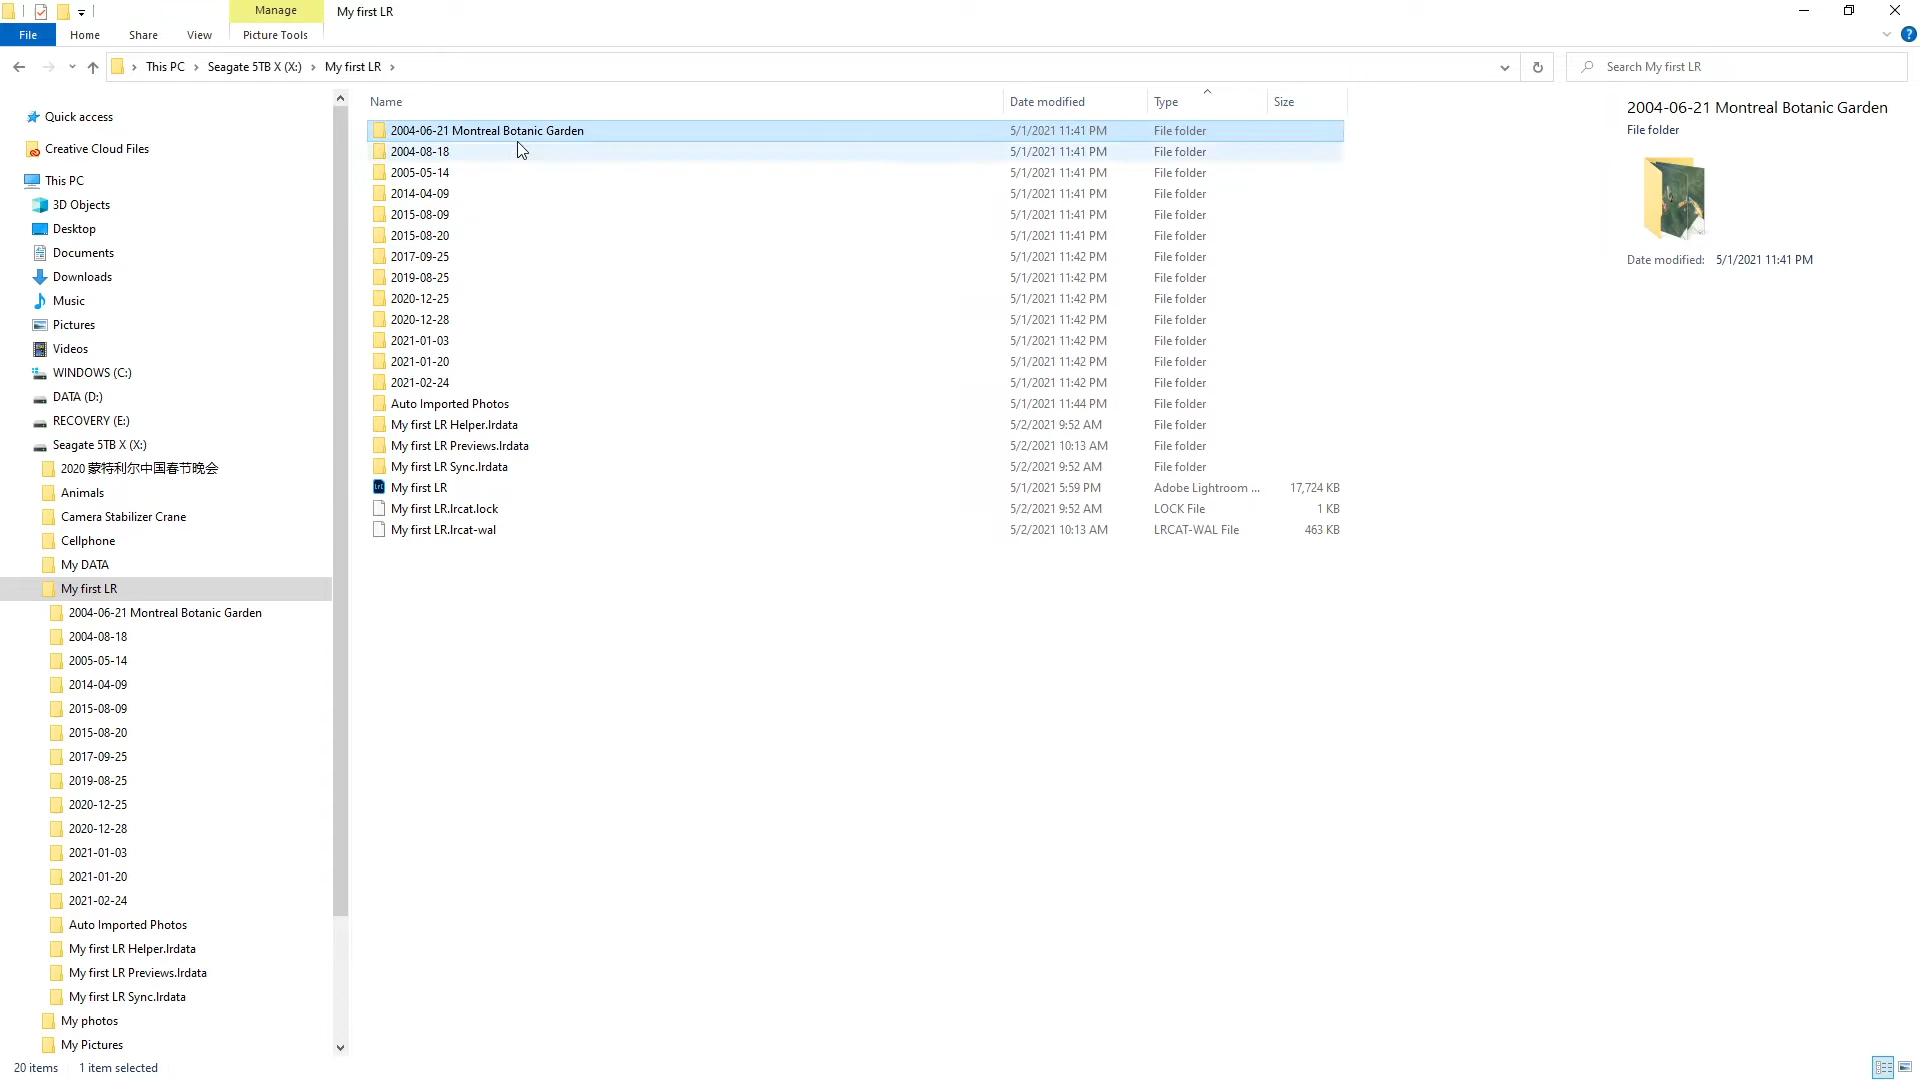 Manage
My first LR
File
Home
Share
View
Picture Tools
This PC
Seagate 5TB X (X:)
My first LR
Search My first LR
Quick access
Creative Cloud Files
This PC
3D Objects
Desktop
Documents
Downloads
Music
Pictures
Videos
WINDOWS (C:)
DATA (D:)
RECOVERY (E:)
Seagate 5TB X (X:)
2020 蒙特利尔中国春节晚会
Animals
Camera Stabilizer Crane
Cellphone
My DATA
My first LR
2004-06-21 Montreal Botanic Garden
2004-08-18
2005-05-14
2014-04-09
2015-08-09
2015-08-20
2017-09-25
2019-08-25
2020-12-25
2020-12-28
2021-01-03
2021-01-20
2021-02-24
Auto Imported Photos
My first LR Helper.lrdata
My first LR Previews.lrdata
My first LR Sync.lrdata
My photos
My Pictures
Name Date modified Type Size
2004-06-21 Montreal Botanic Garden 5/1/2021 11:41 PM File folder
2004-08-18 5/1/2021 11:41 PM File folder
2005-05-14 5/1/2021 11:41 PM File folder
2014-04-09 5/1/2021 11:41 PM File folder
2015-08-09 5/1/2021 11:41 PM File folder
2015-08-20 5/1/2021 11:41 PM File folder
2017-09-25 5/1/2021 11:42 PM File folder
2019-08-25 5/1/2021 11:42 PM File folder
2020-12-25 5/1/2021 11:42 PM File folder
2020-12-28 5/1/2021 11:42 PM File folder
2021-01-03 5/1/2021 11:42 PM File folder
2021-01-20 5/1/2021 11:42 PM File folder
2021-02-24 5/1/2021 11:42 PM File folder
Auto Imported Photos 5/1/2021 11:44 PM File folder
My first LR Helper.lrdata 5/2/2021 9:52 AM File folder
My first LR Previews.lrdata 5/2/2021 10:13 AM File folder
My first LR Sync.lrdata 5/2/2021 9:52 AM File folder
My first LR 5/1/2021 5:59 PM Adobe Lightroom ... 17,724 KB
My first LR.lrcat.lock 5/2/2021 9:52 AM LOCK File 1 KB
My first LR.lrcat-wal 5/2/2021 10:13 AM LRCAT-WAL File 463 KB
2004-06-21 Montreal Botanic Garden
File folder
Date modified: 5/1/2021 11:41 PM
20 items 1 item selected